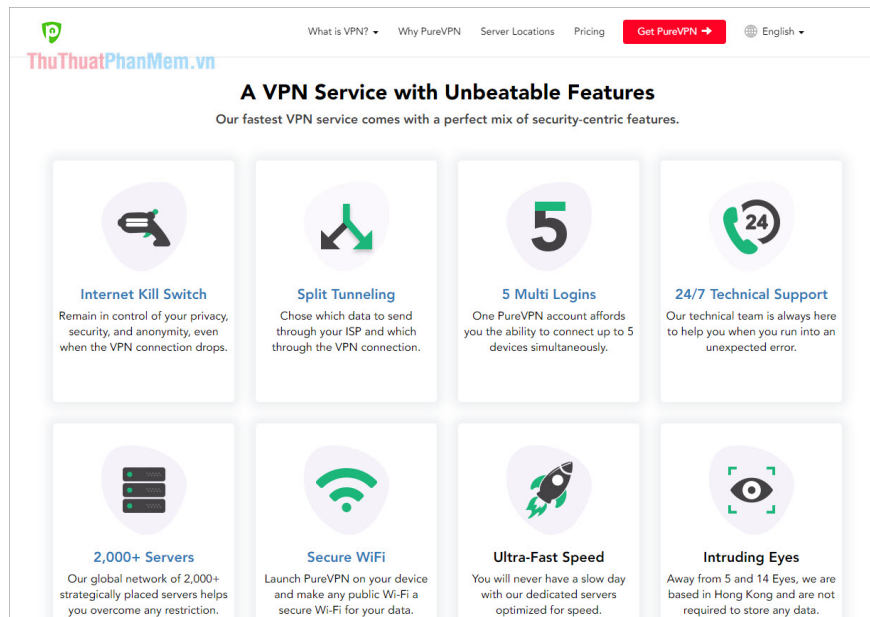 What is VPN? Why PureVPN Server Locations Pricing Get PureVPN English
ThuThuatPhanMem.vn
A VPN Service with Unbeatable Features
Our fastest VPN service comes with a perfect mix of security-centric features.
5
24
Internet Kill Switch
Remain in control of your privacy,
security, and anonymity, even
when the VPN connection drops.
Split Tunneling
Chose which data to send
through your ISP and which
through the VPN connection.
5 Multi Logins
One PureVPN account affords
you the ability to connect up to 5
devices simultaneously.
24/7 Technical Support
Our technical team is always here
to help you when you run into an
unexpected error.
2,000+ Servers
Our global network of 2,000+
strategically placed servers helps
you overcome any restriction.
Secure WiFi
Launch PureVPN on your device
and make any public Wi-Fi a
secure Wi-Fi for your data.
Ultra-Fast Speed
You will never have a slow day
with our dedicated servers
optimized for speed.
Intruding Eyes
Away from 5 and 14 Eyes, we are
based in Hong Kong and are not
required to store any data.